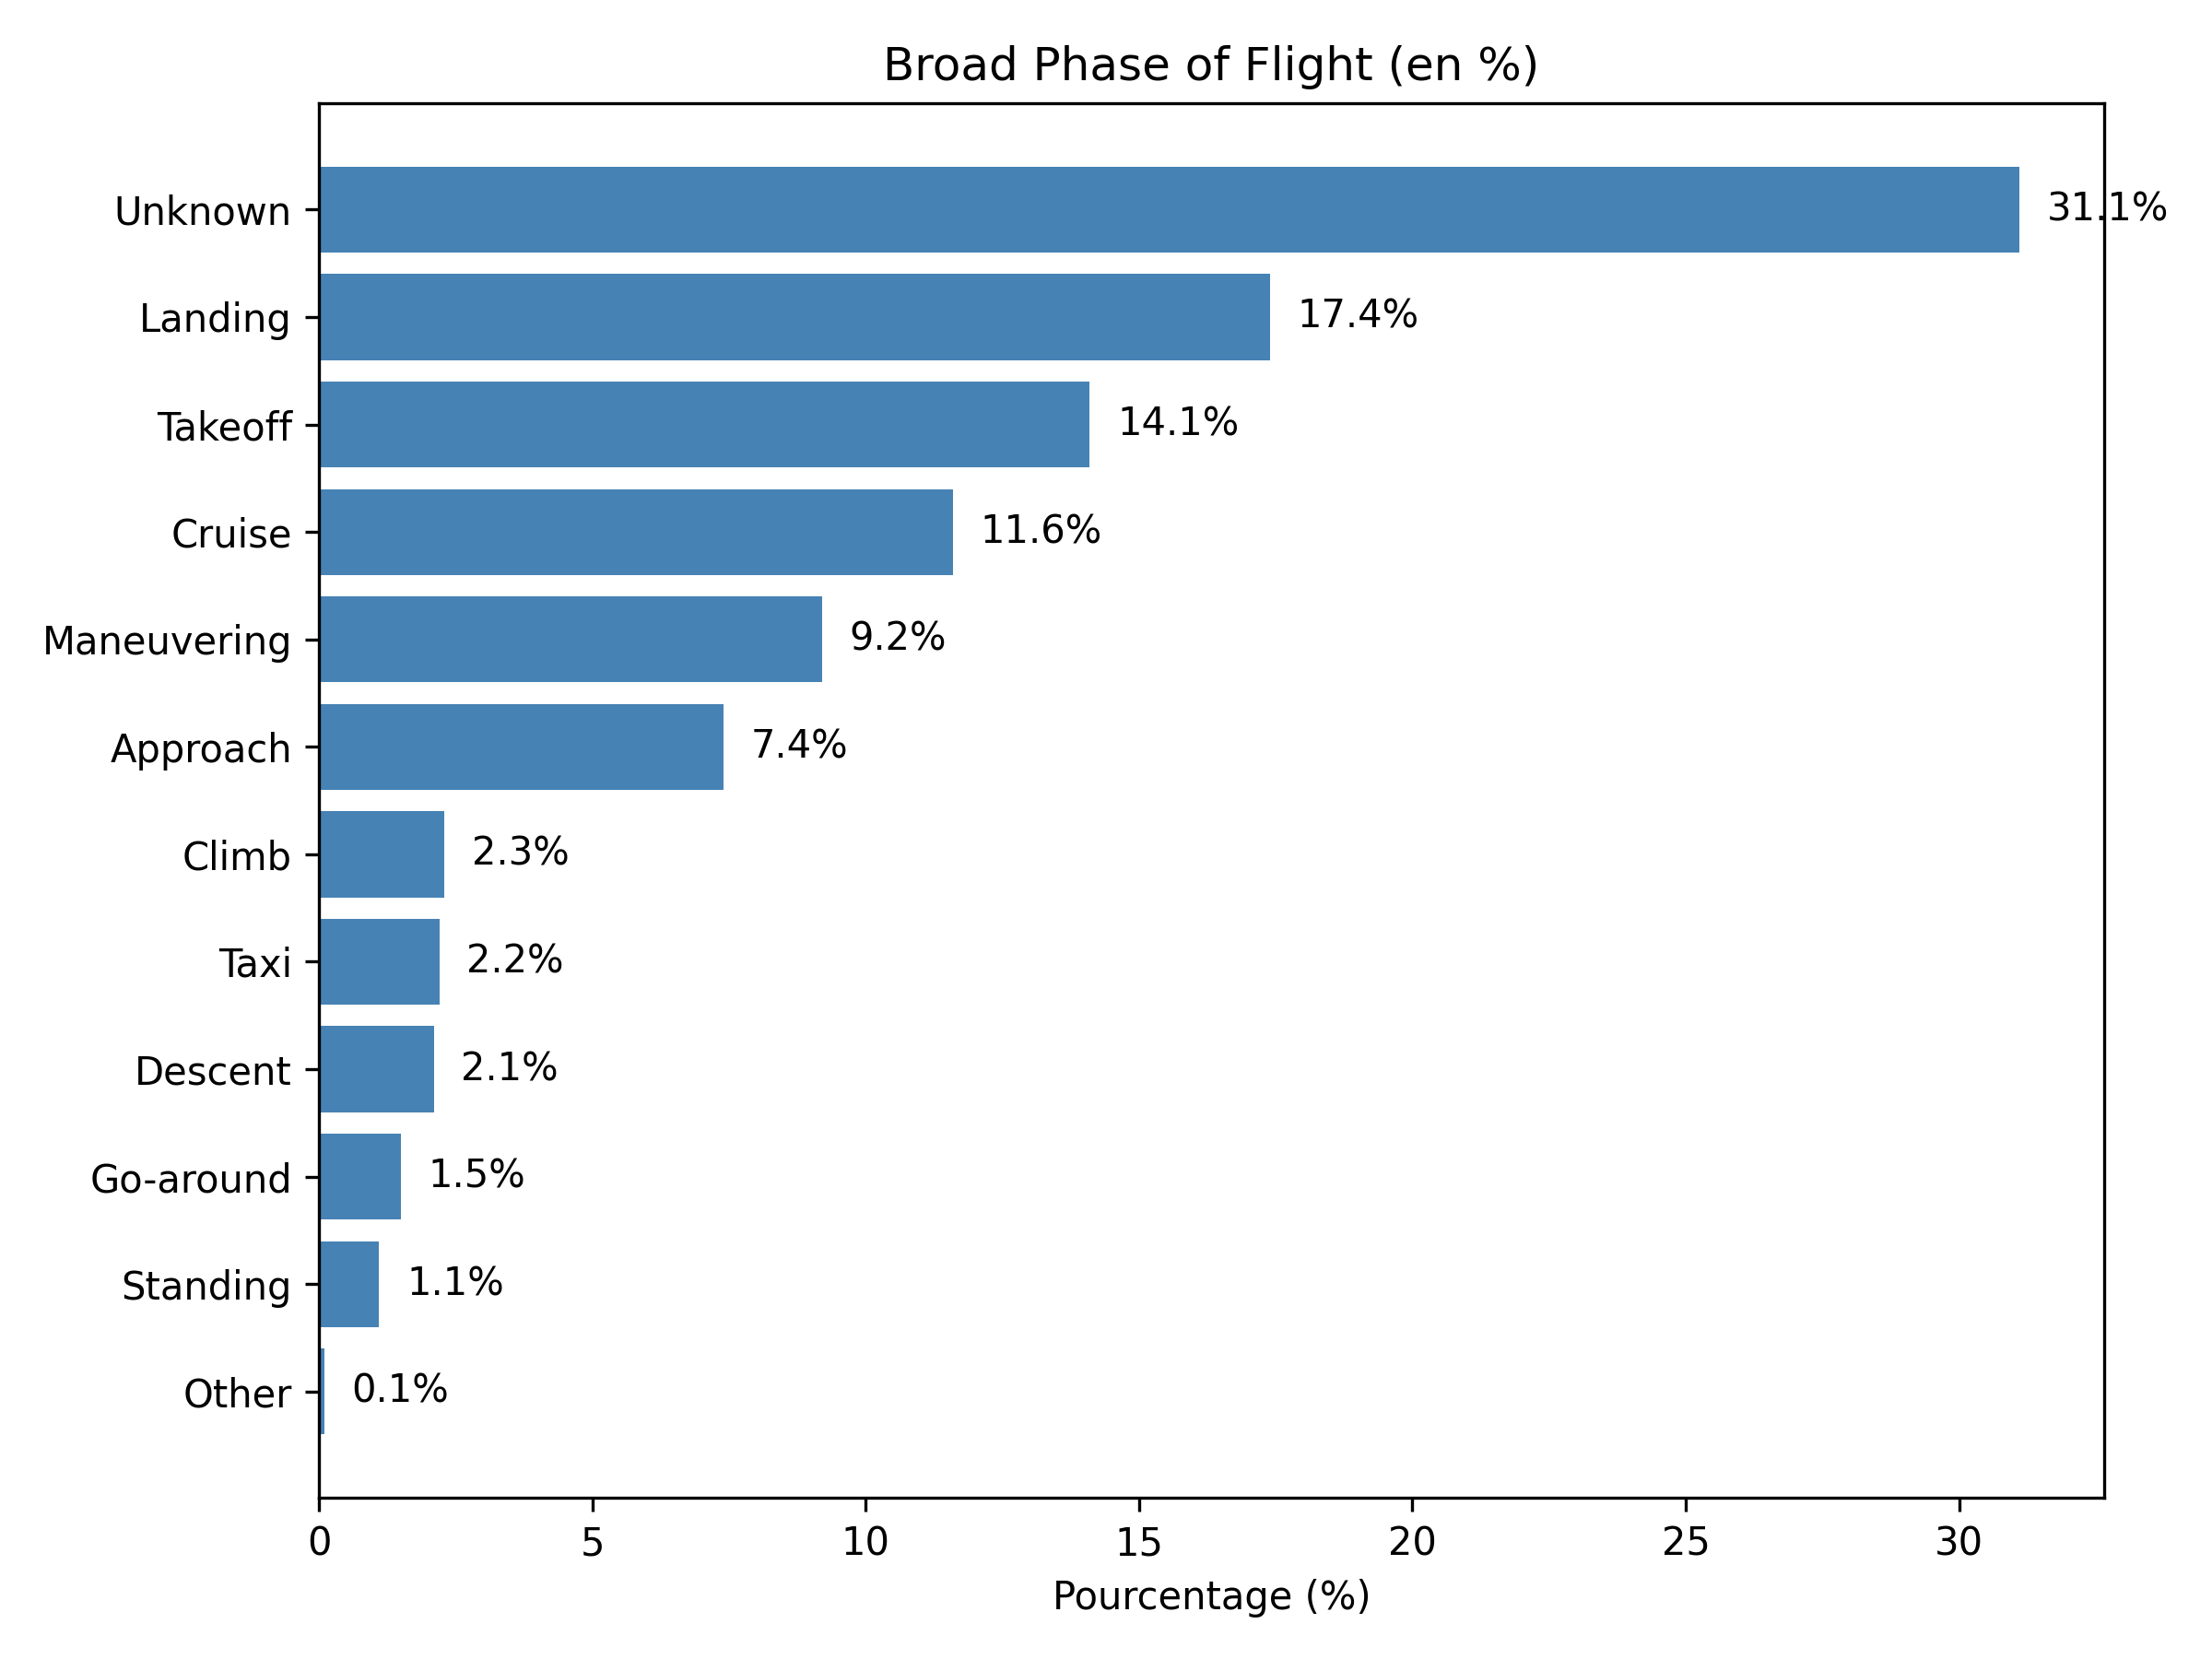 Broad Phase of Flight (en %)
Unknown 31.1%
Landing 17.4%
Takeoff 14.1%
Cruise 11.6%
Maneuvering 9.2%
Approach 7.4%
Climb 2.3%
Taxi 2.2%
Descent 2.1%
Go-around 1.5%
Standing 1.1%
Other 0.1%
0 5 10 15 20 25 30
Pourcentage (%)